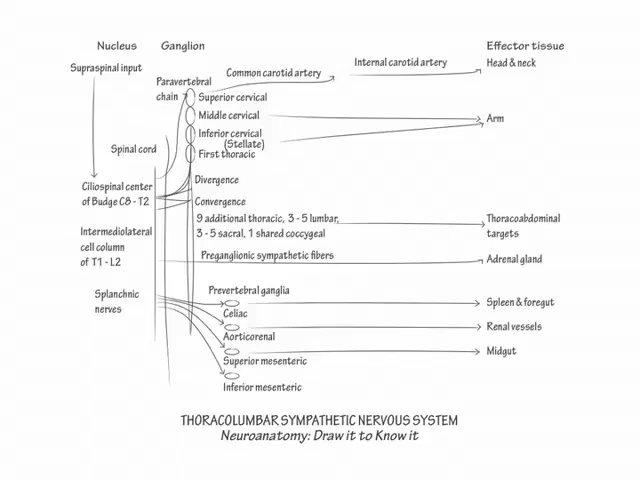 Nucleus
Ganglion
Effector tissue
Supraspinal input
Paravertebral
chain
Common carotid artery
Internal carotid artery
Head & neck
Superior cervical
Middle cervical
Arm
Inferior cervical
(Stellate)
First thoracic
Spinal cord
Divergence
Ciliospinal center
of Budge C8 - T2
Convergence
9 additional thoracic, 3 - 5 lumbar,
3 - 5 sacral, 1 shared coccygeal
Thoracoabdominal
targets
Intermediolateral
cell column
of T1 - L2
Preganglionic sympathetic fibers
Adrenal gland
Splanchnic
nerves
Prevertebral ganglia
Celiac
Spleen & foregut
Aorticorenal
Renal vessels
Superior mesenteric
Midgut
Inferior mesenteric
THORACOLUMBAR SYMPATHETIC NERVOUS SYSTEM
Neuroanatomy: Draw it to Know it